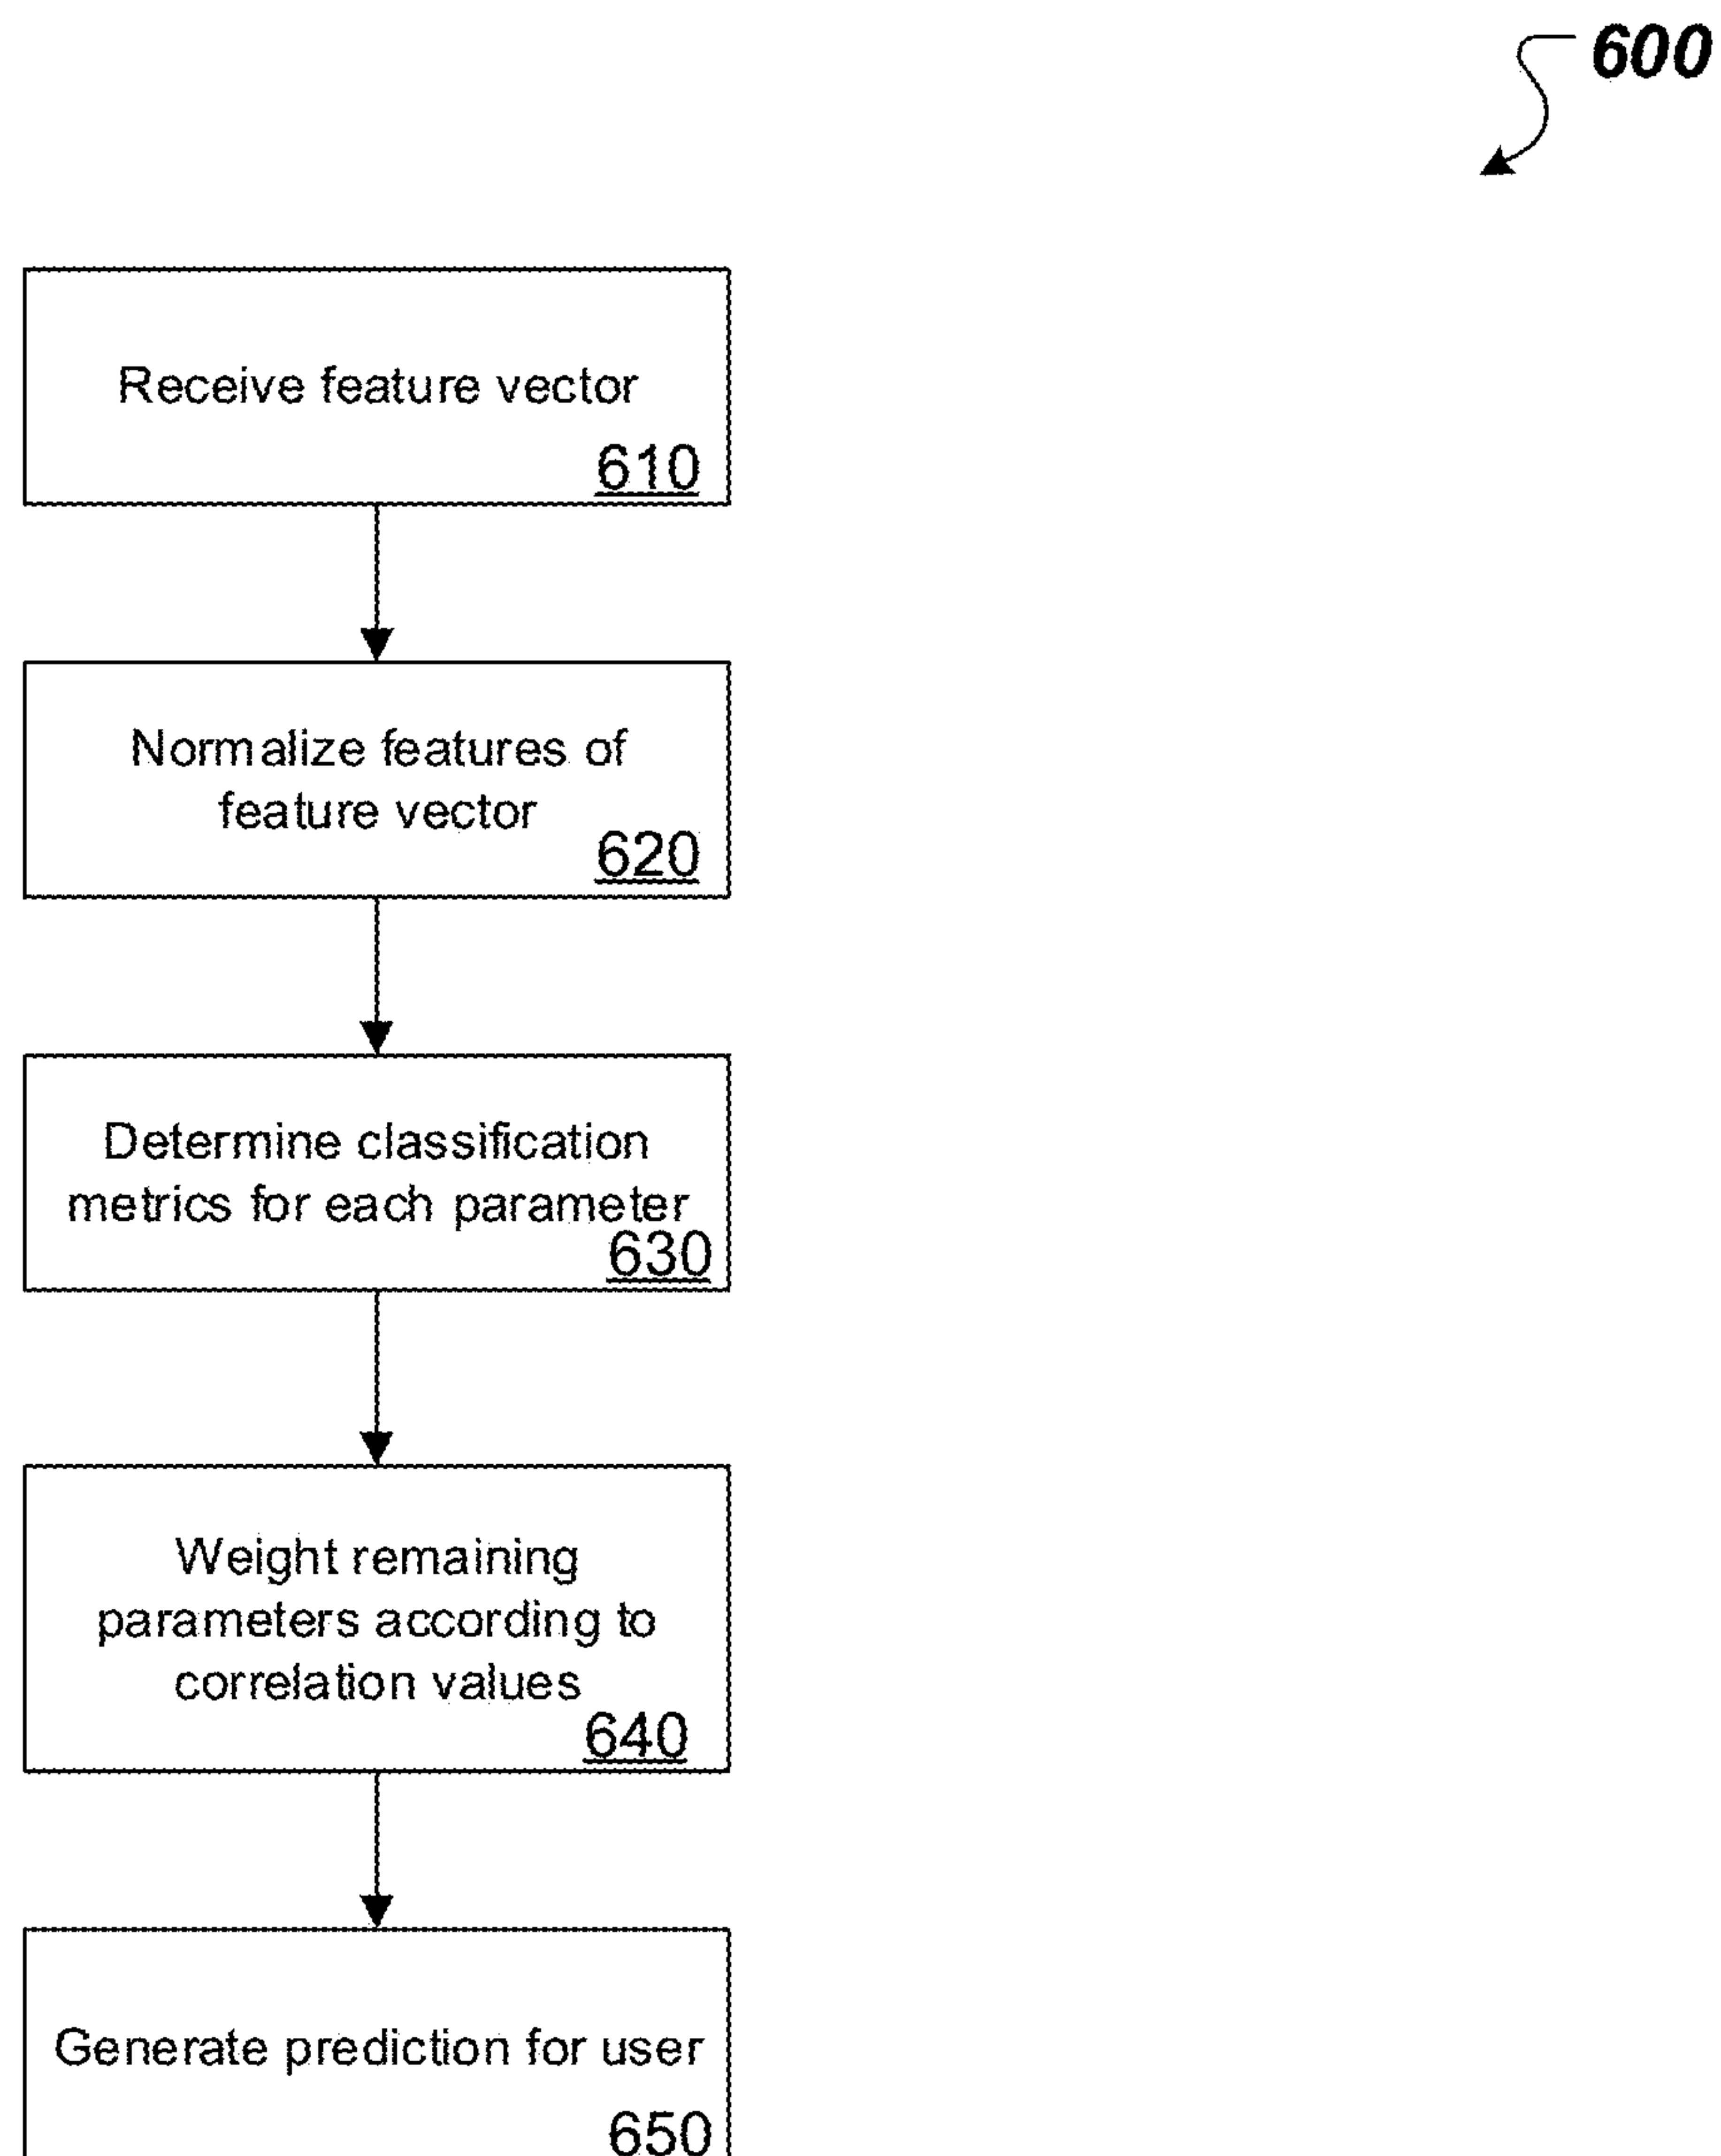 600
Receive feature vector
610
Normalize features of
feature vector
620
Determine classification
metrics for each parameter
630
Weight remaining
parameters according to
correlation values
640
Generate prediction for user
650